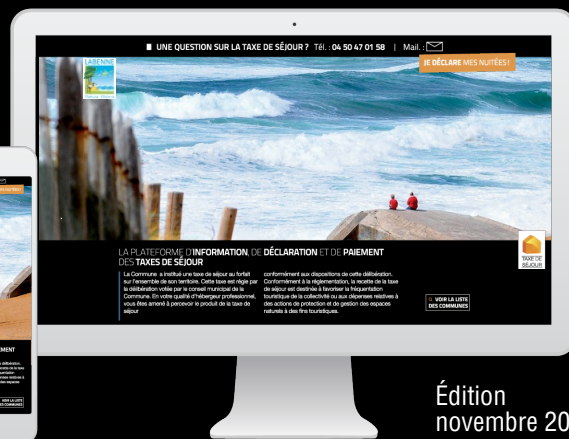 UNE QUESTION SUR LA TAXE DE SÉJOUR ? Tél. : 04 50 47 01 58 | Mail. :
LABENNE
JE DÉCLARE MES NUITÉES !
LA PLATEFORME D'INFORMATION, DE DÉCLARATION ET DE PAIEMENT
DES TAXES DE SÉJOUR
La Commune a institué une taxe de séjour au forfait
sur l'ensemble de son territoire. Cette taxe est régie par
la délibération votée par le conseil municipal de la
Commune. En votre qualité d'hébergeur professionnel,
vous êtes amené à percevoir le produit de la taxe de
séjour
conformément aux dispositions de cette délibération.
Conformément à la réglementation, la recette de la taxe
de séjour est destinée à favoriser la fréquentation
touristique de la collectivité ou aux dépenses relatives à
des actions de protection et de gestion des espaces
naturels à des fins touristiques.
TAXE DE
SÉJOUR
VOIR LA LISTE
DES COMMUNES
VOIR LA LISTE
DES COMMUNES
Édition
novembre 20